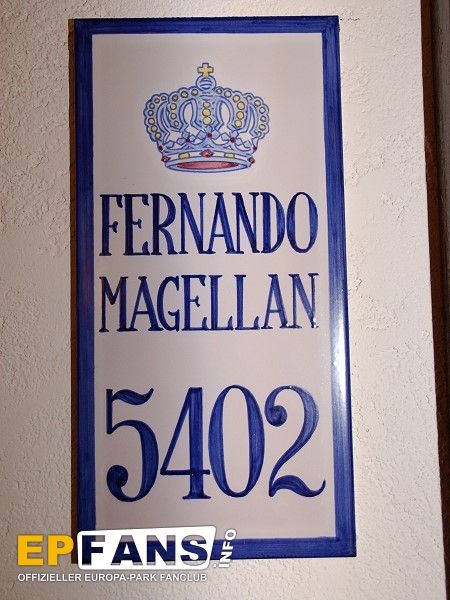 FERNANDO
MAGELLAN
5402
EPFANS.INFO
OFFIZIELLER EUROPA-PARK FANCLUB